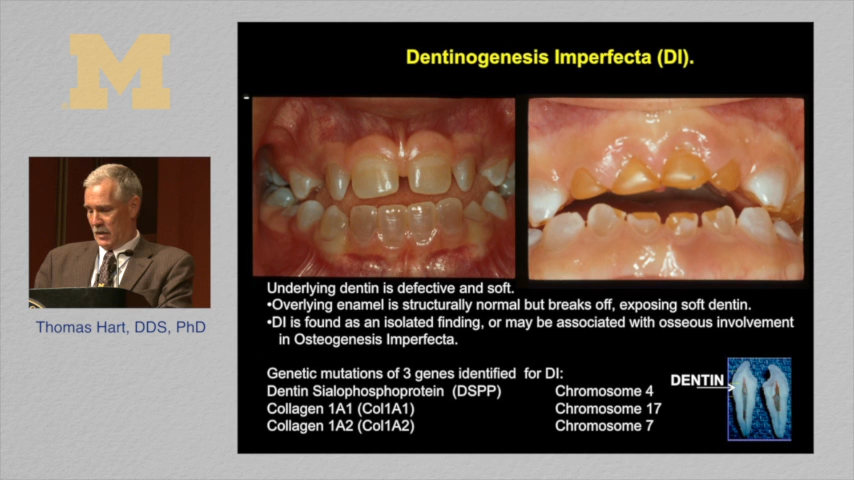 M
Thomas Hart, DDS, PhD
Dentinogenesis Imperfecta (DI).
Underlying dentin is defective and soft.
•Overlying enamel is structurally normal but breaks off, exposing soft dentin.
•DI is found as an isolated finding, or may be associated with osseous involvement
in Osteogenesis Imperfecta.
Genetic mutations of 3 genes identified for DI:
Dentin Sialophosphoprotein (DSPP) Chromosome 4
Collagen 1A1 (Col1A1) Chromosome 17
Collagen 1A2 (Col1A2) Chromosome 7
DENTIN